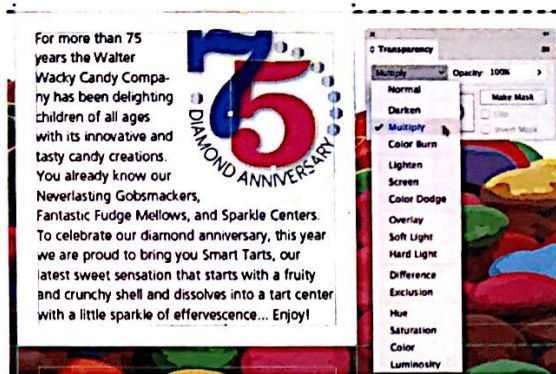 For more than 75
years the Walter
Wacky Candy Compa-
ny has been delighting
children of all ages
with its innovative and
tasty candy creations.
You already know our
Neverlasting Gobsmackers,
Fantastic Fudge Mellows, and Sparkle Centers.
To celebrate our diamond anniversary, this year
we are proud to bring you Smart Tarts, our
latest sweet sensation that starts with a fruity
and crunchy shell and dissolves into a tart center
with a little sparkle of effervescence... Enjoy!
75
DIAMOND ANNIVERSARY
Transparency
Multiply
Opacity: 100%
Make Mask
Clip
Invert Mask
Normal
Darken
Multiply
Color Burn
Lighten
Screen
Color Dodge
Overlay
Soft Light
Hard Light
Difference
Exclusion
Hue
Saturation
Color
Luminosity